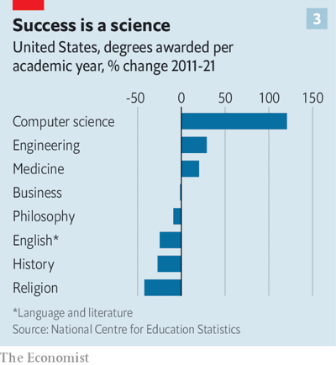 3
Success is a science
United States, degrees awarded per
academic year, % change 2011-21
-50 0 50 100 150
Computer science
Engineering
Medicine
Business
Philosophy
English*
History
Religion
*Language and literature
Source: National Centre for Education Statistics
The Economist